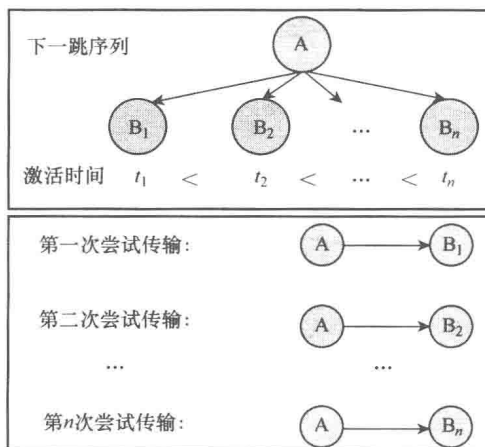 下一跳序列
A
B₁ B₂ ... Bₙ
激活时间 t₁ < t₂ < ... < tₙ
第一次尝试传输: A B₁
第二次尝试传输: A B₂
... ...
第n次尝试传输: A Bₙ